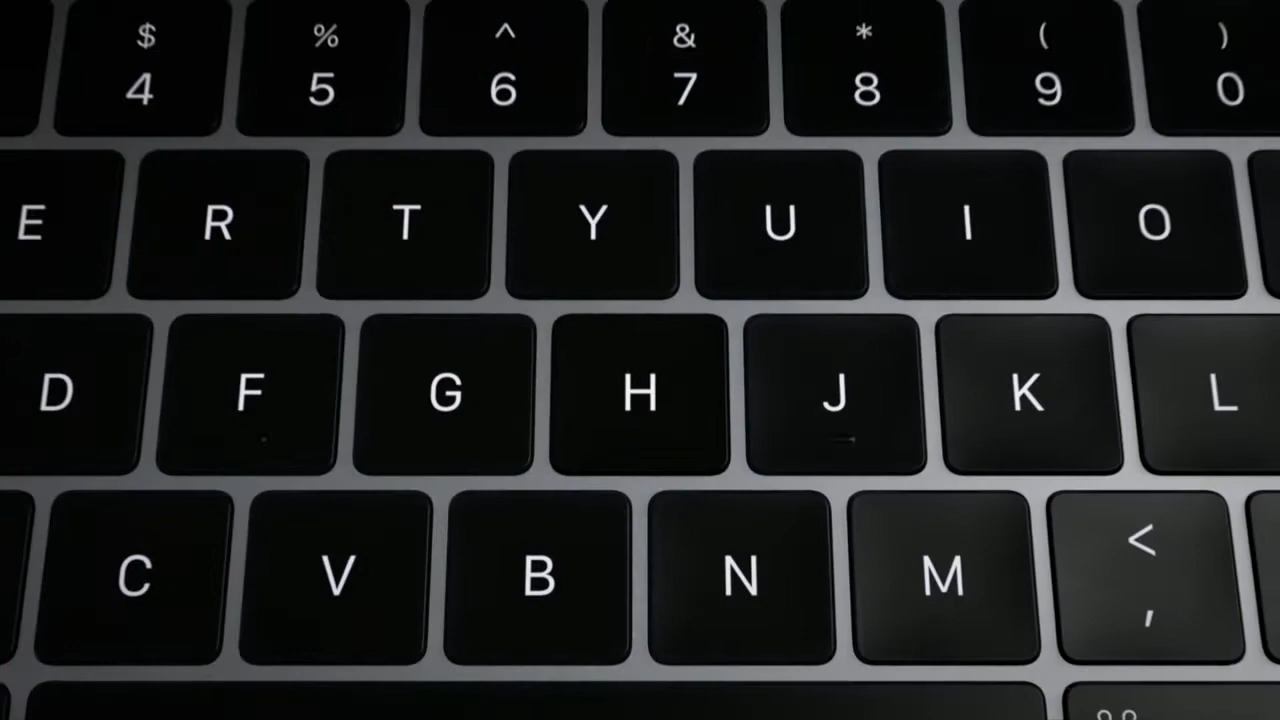 $ % ^ & * ( )
4 5 6 7 8 9 0
E R T Y U I O
D F G H J K L
C V B N M <
,
⌘